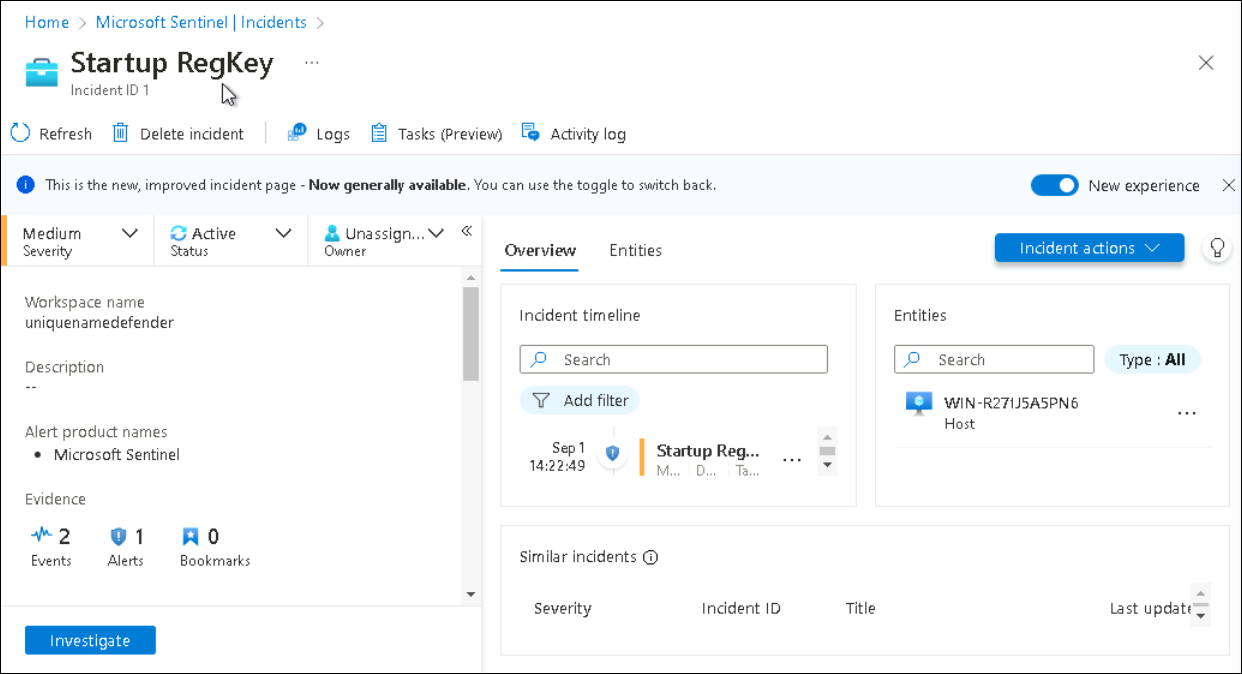 Home > Microsoft Sentinel | Incidents >
Startup RegKey ...
Incident ID 1
Refresh Delete incident Logs Tasks (Preview) Activity log
This is the new, improved incident page - Now generally available. You can use the toggle to switch back. New experience
Medium Active Unassign...
Severity Status Owner
Overview Entities Incident actions
Workspace name
uniquenamedefender
Description
--
Alert product names
• Microsoft Sentinel
Evidence
2 1 0
Events Alerts Bookmarks
Investigate
Incident timeline
Search
Add filter
Sep 1 Startup Reg... ...
14:22:49 M... D... Ta...
Entities
Search Type : All
WIN-R271J5A5PN6 ...
Host
Similar incidents
Severity Incident ID Title Last update